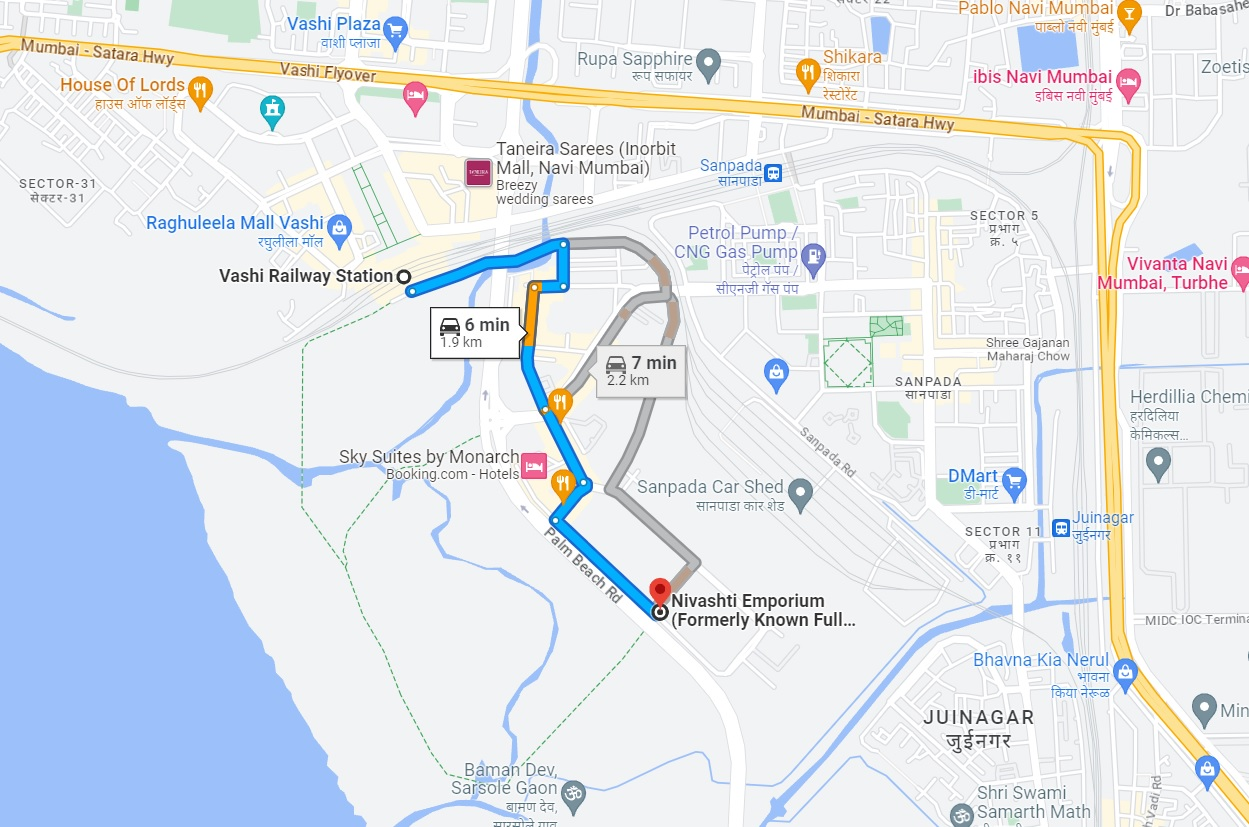 सेक्टर 22
Pablo Navi Mumbai
पाब्लो नवी मुंबई
Dr Babasahe
Vashi Plaza
वाशी प्लाजा
Mumbai - Satara Hwy
Vashi Flyover
Rupa Sapphire
रूप सफायर
Shikara
शिकारा
रेस्टोरेंट
Zoetis
ibis Navi Mumbai
इबिस नवी मुंबई
House Of Lords
हाउस ऑफ लॉर्ड्स
Mumbai - Satara Hwy
Taneira Sarees (Inorbit
Mall, Navi Mumbai)
Breezy
wedding sarees
Sanpada
सानपाडा
SECTOR-31
सेक्टर-31
Raghuleela Mall Vashi
रघुलीला मॉल
SECTOR 5
प्रभाग
क्र. ५
Petrol Pump /
CNG Gas Pump
पेट्रोल पंप /
सीएनजी गॅस पंप
Vashi Railway Station
Vivanta Navi
Mumbai, Turbhe
6 min
1.9 km
7 min
2.2 km
Shree Gajanan
Maharaj Chow
SANPADA
सानपाडा
Herdillia Chemi
हरदिलिया
केमिकल्स...
Sanpada Rd
Sky Suites by Monarch
Booking.com - Hotels
Sanpada Car Shed
सानपाडा कार शेड
DMart
डी-मार्ट
Juinagar
जुईनगर
SECTOR 11
प्रभाग
क्र. ११
Palm Beach Rd
Nivashti Emporium
(Formerly Known Full...
MIDC IOC Termina
Bhavna Kia Nerul
भावना
किया नेरूळ
JUINAGAR
जुईनगर
Min
Baman Dev,
Sarsole Gaon
बामण देव,
सारसोळे गाव
Shri Swami
Samarth Math
Vadi Rd